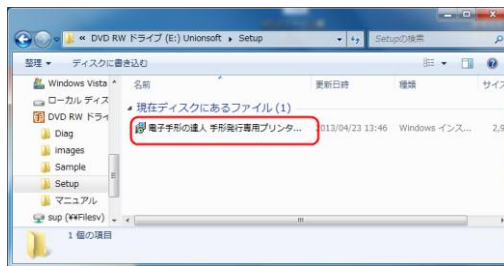 « DVD RW ドライブ (E:) Unionsoft ▸ Setup
Setupの検索
整理 ディスクに書き込む
Windows Vista
ローカル ディス
DVD RW ドライ
Diag
images
Sample
Setup
マニュアル
sup (¥¥Filesv)
名前 更新日時 種類 サイズ
現在ディスクにあるファイル (1)
電子手形の達人 手形発行専用プリンタ... 2013/04/23 13:46 Windows インス... 2,9
1 個の項目